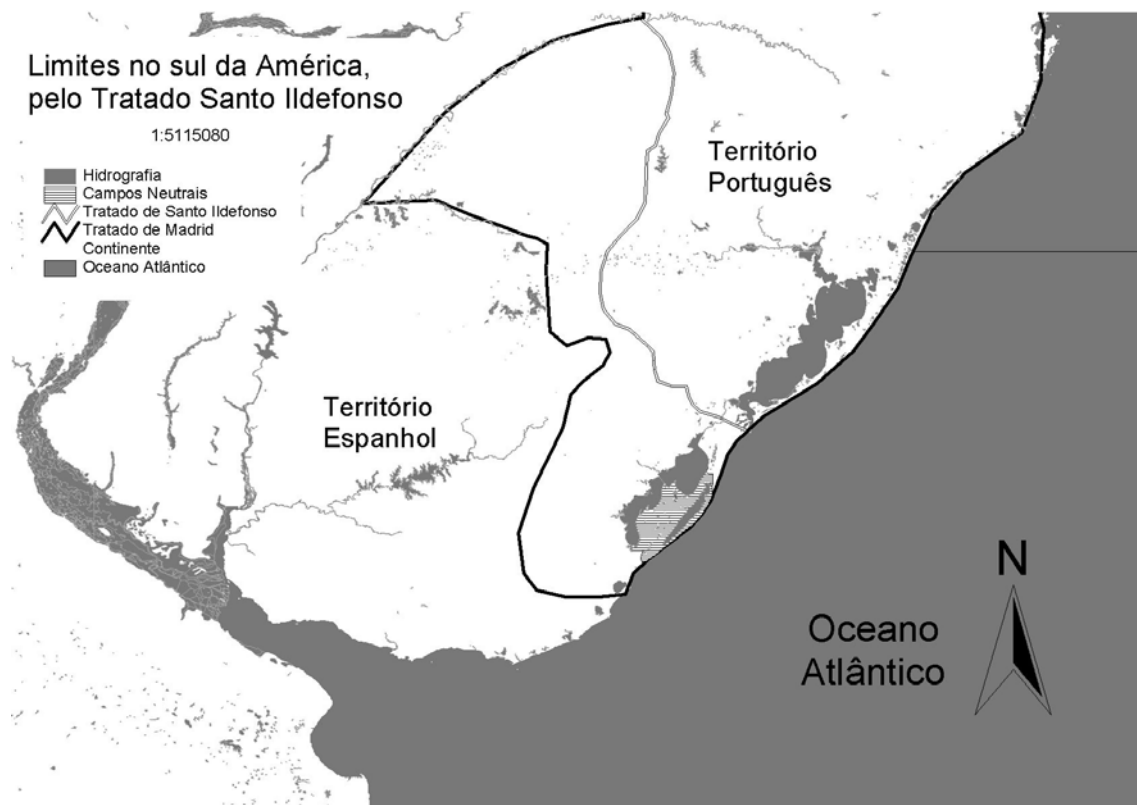 Limites no sul da América,
pelo Tratado Santo Ildefonso
1:5115080
Hidrografia
Campos Neutrais
Tratado de Santo Ildefonso
Tratado de Madrid
Continente
Oceano Atlântico
Território
Português
Território
Espanhol
N
Oceano
Atlântico